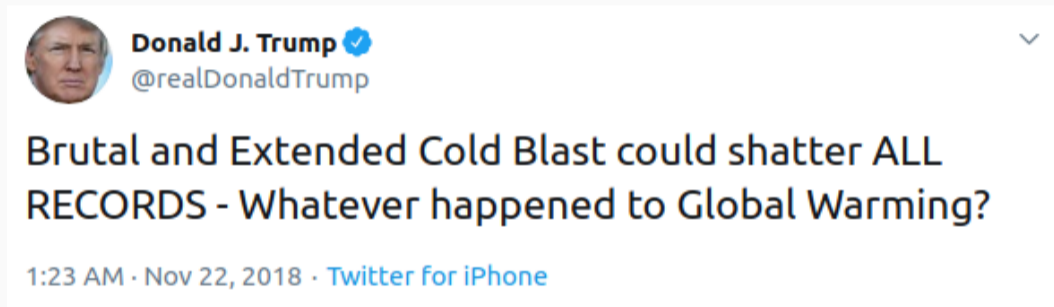 Donald J. Trump
@realDonaldTrump
Brutal and Extended Cold Blast could shatter ALL
RECORDS - Whatever happened to Global Warming?
1:23 AM · Nov 22, 2018 · Twitter for iPhone